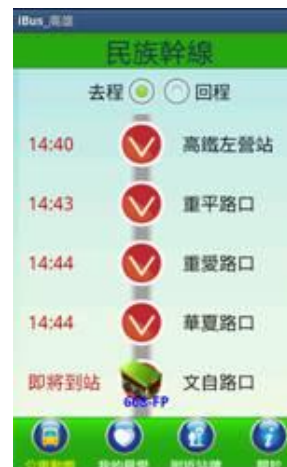 iBus_高雄
民族幹線
去程 回程
14:40 高鐵左營站
14:43 重平路口
14:44 重愛路口
14:44 華夏路口
即將到站 文自路口
668-FP